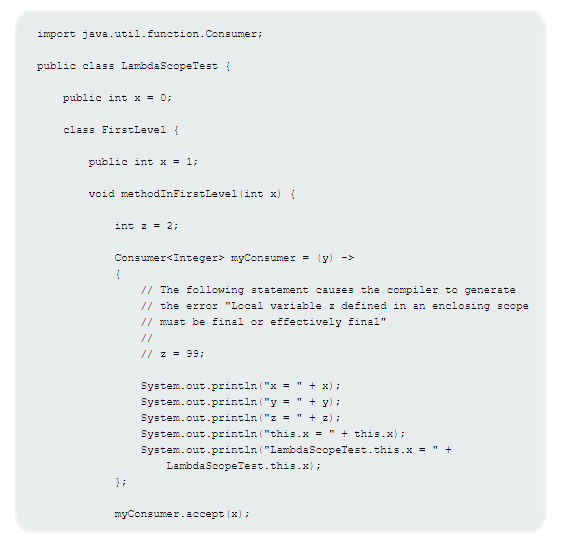 import java.util.function.Consumer;
public class LambdaScopeTest {
public int x = 0;
class FirstLevel {
public int x = 1;
void methodInFirstLevel(int x) {
int z = 2;
Consumer<Integer> myConsumer = (y) ->
{
// The following statement causes the compiler to generate
// the error "Local variable z defined in an enclosing scope
// must be final or effectively final"
//
// z = 99;
System.out.println("x = " + x);
System.out.println("y = " + y);
System.out.println("z = " + z);
System.out.println("this.x = " + this.x);
System.out.println("LambdaScopeTest.this.x = " +
LambdaScopeTest.this.x);
};
myConsumer.accept(x);